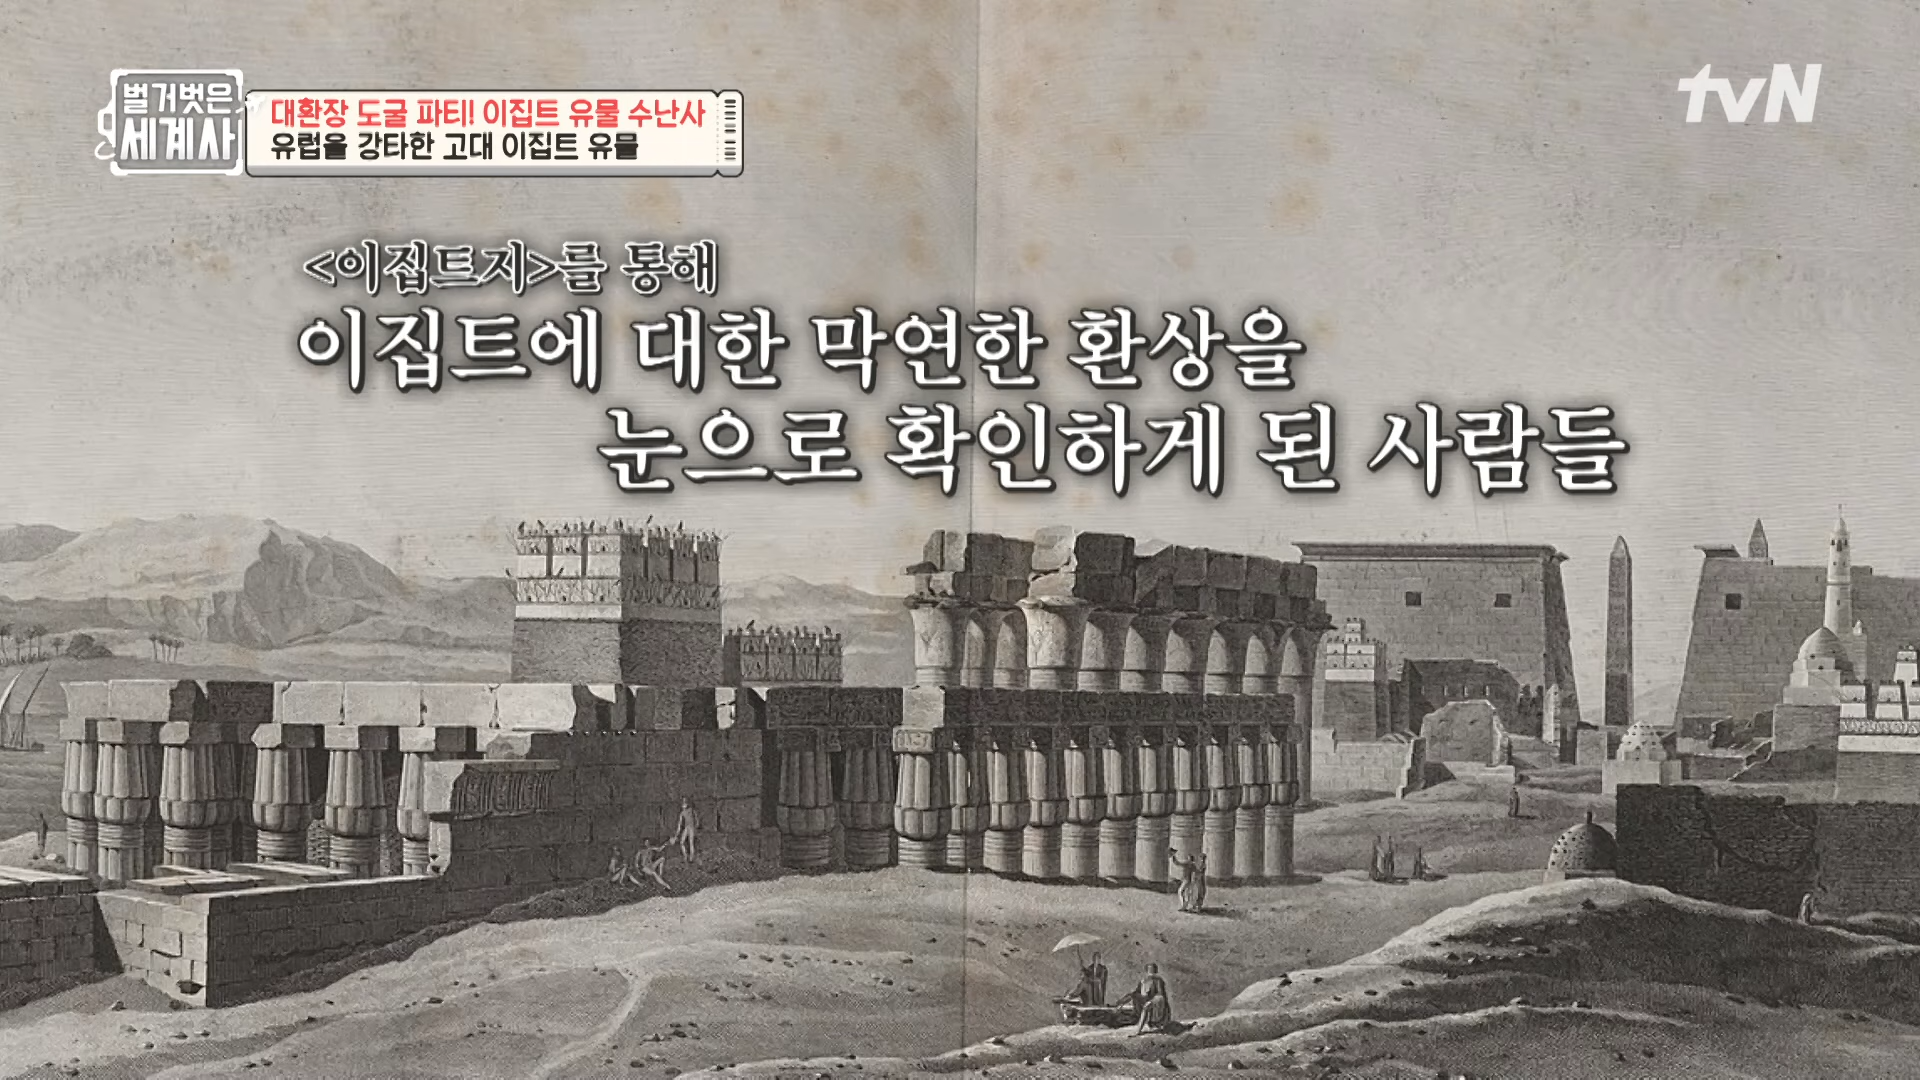 벌거벗은
세계사
대환장 도굴 파티! 이집트 유물 수난사
유럽을 강타한 고대 이집트 유물
tvN
<이집트지>를 통해
이집트에 대한 막연한 환상을
눈으로 확인하게 된 사람들